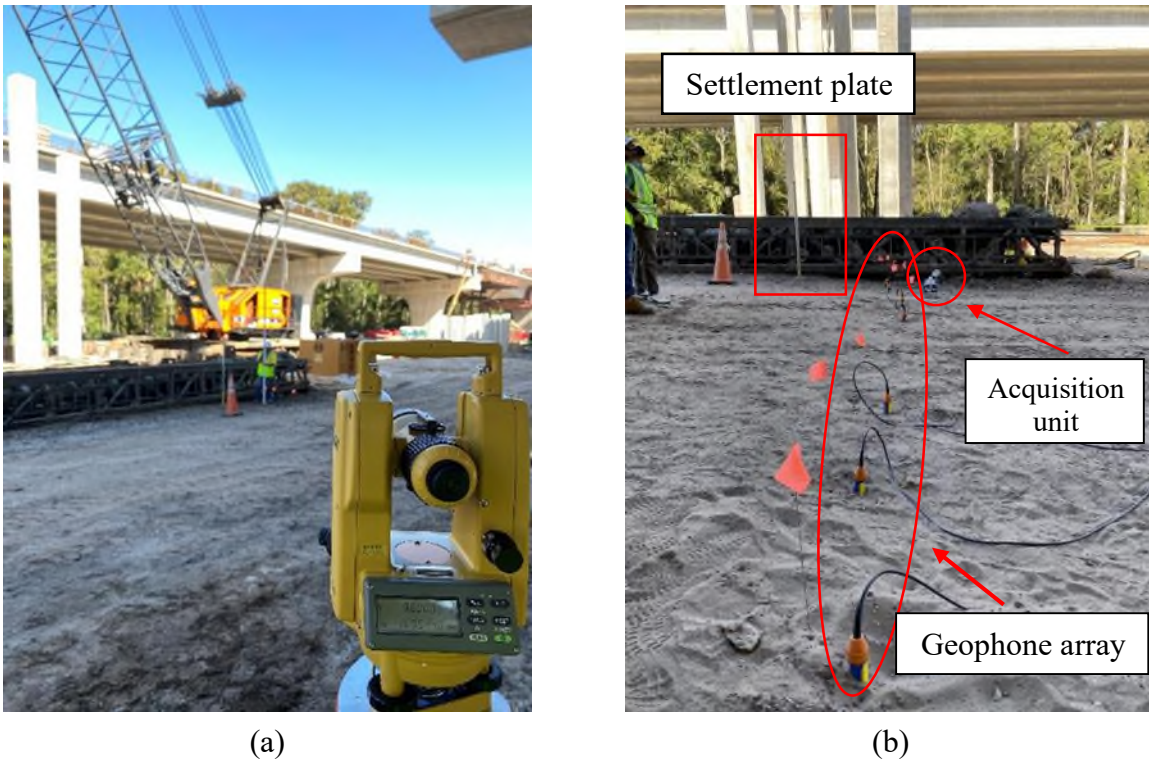 Settlement plate
Acquisition
unit
Geophone array
(a)
(b)